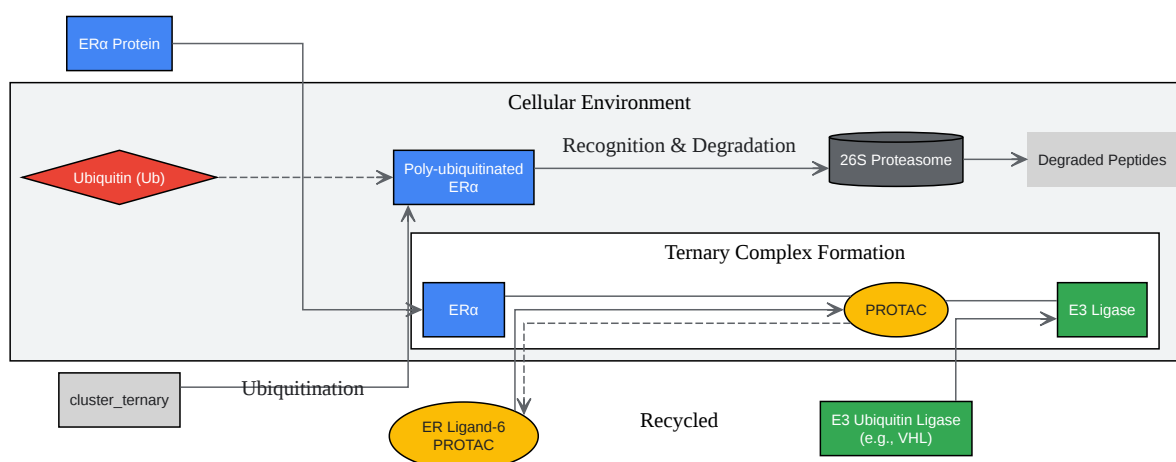 ERα Protein
Cellular Environment
Ubiquitin (Ub)
Poly-ubiquitinated
ERα
Recognition & Degradation
26S Proteasome
Degraded Peptides
Ternary Complex Formation
ERα
PROTAC
E3 Ligase
cluster_ternary
Ubiquitination
ER Ligand-6
PROTAC
Recycled
E3 Ubiquitin Ligase
(e.g., VHL)